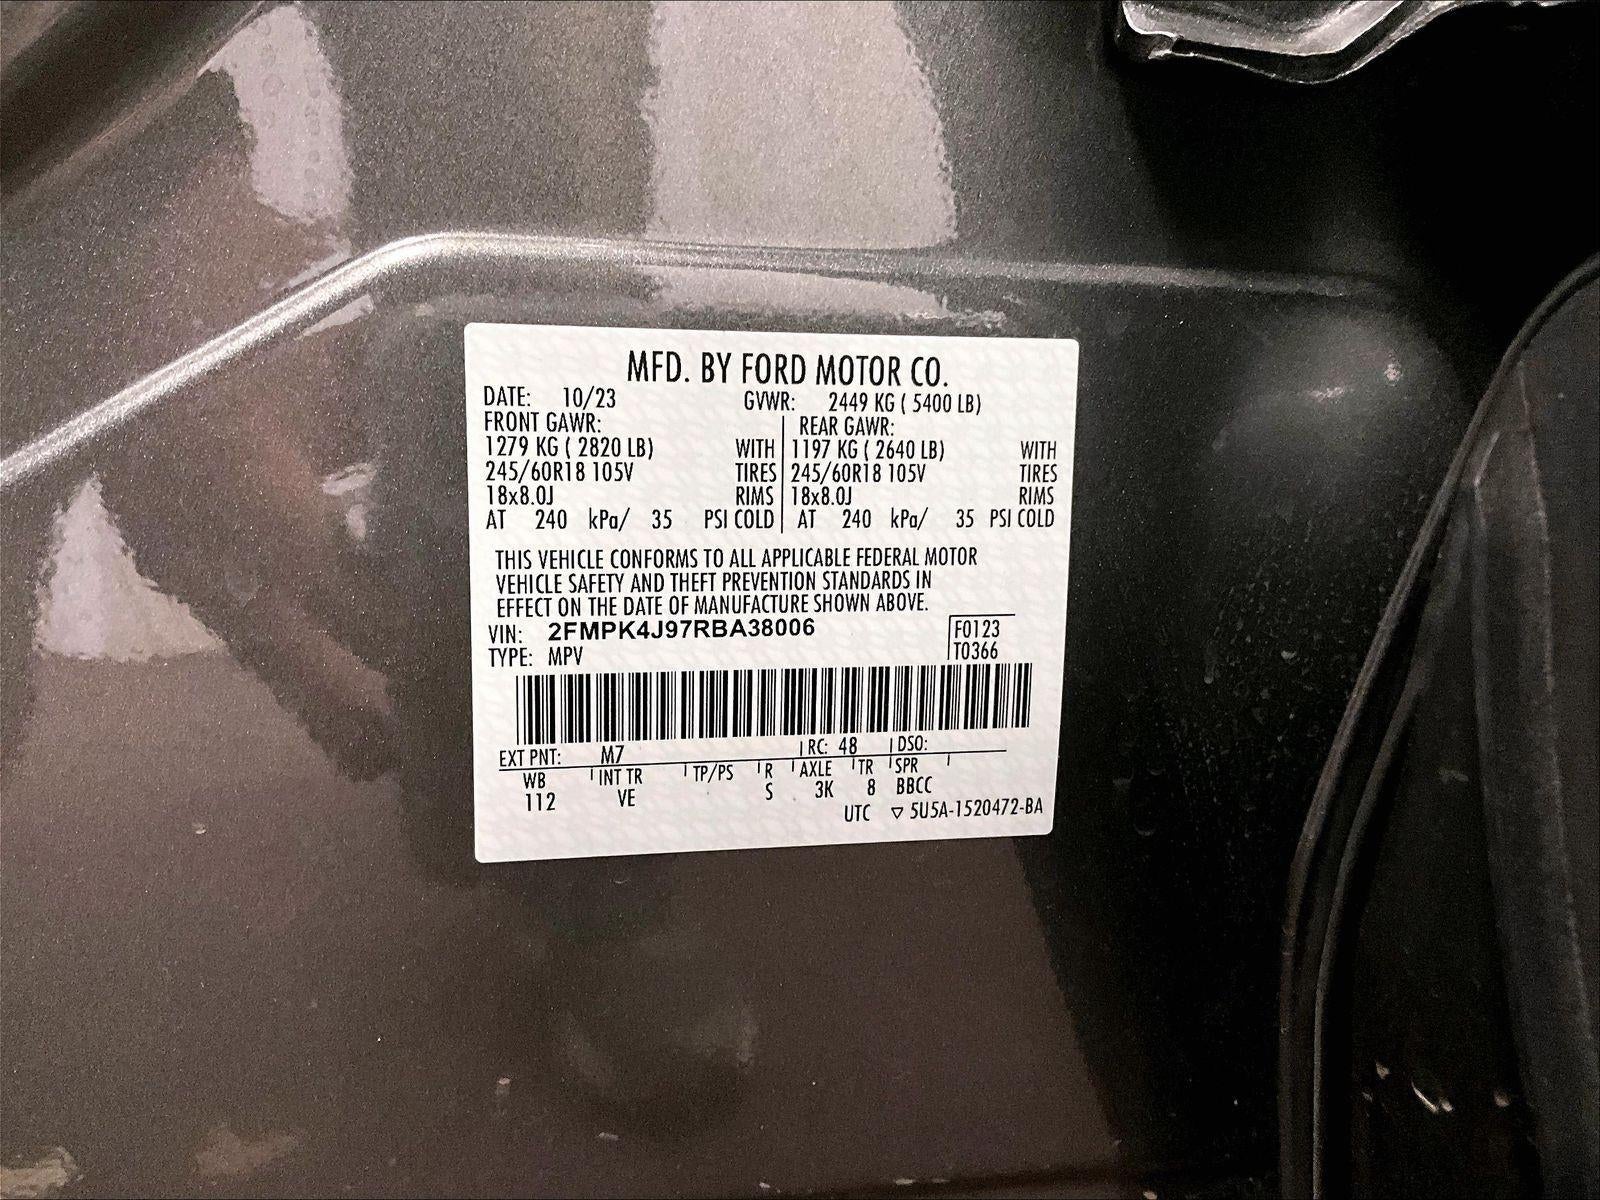 MFD. BY FORD MOTOR CO.
DATE: 10/23 GVWR: 2449 KG ( 5400 LB)
FRONT GAWR: REAR GAWR:
1279 KG ( 2820 LB) WITH 1197 KG ( 2640 LB) WITH
245/60R18 105V TIRES 245/60R18 105V TIRES
18x8.0J RIMS 18x8.0J RIMS
AT 240 kPa/ 35 PSI COLD AT 240 kPa/ 35 PSI COLD
THIS VEHICLE CONFORMS TO ALL APPLICABLE FEDERAL MOTOR
VEHICLE SAFETY AND THEFT PREVENTION STANDARDS IN
EFFECT ON THE DATE OF MANUFACTURE SHOWN ABOVE.
VIN: 2FMPK4J97RBA38006 F0123
TYPE: MPV T0366
EXT PNT: M7 RC: 48 DSO:
WB INT TR TP/PS R AXLE TR SPR
112 VE S 3K 8 BBCC
UTC ▽ 5U5A-1520472-BA